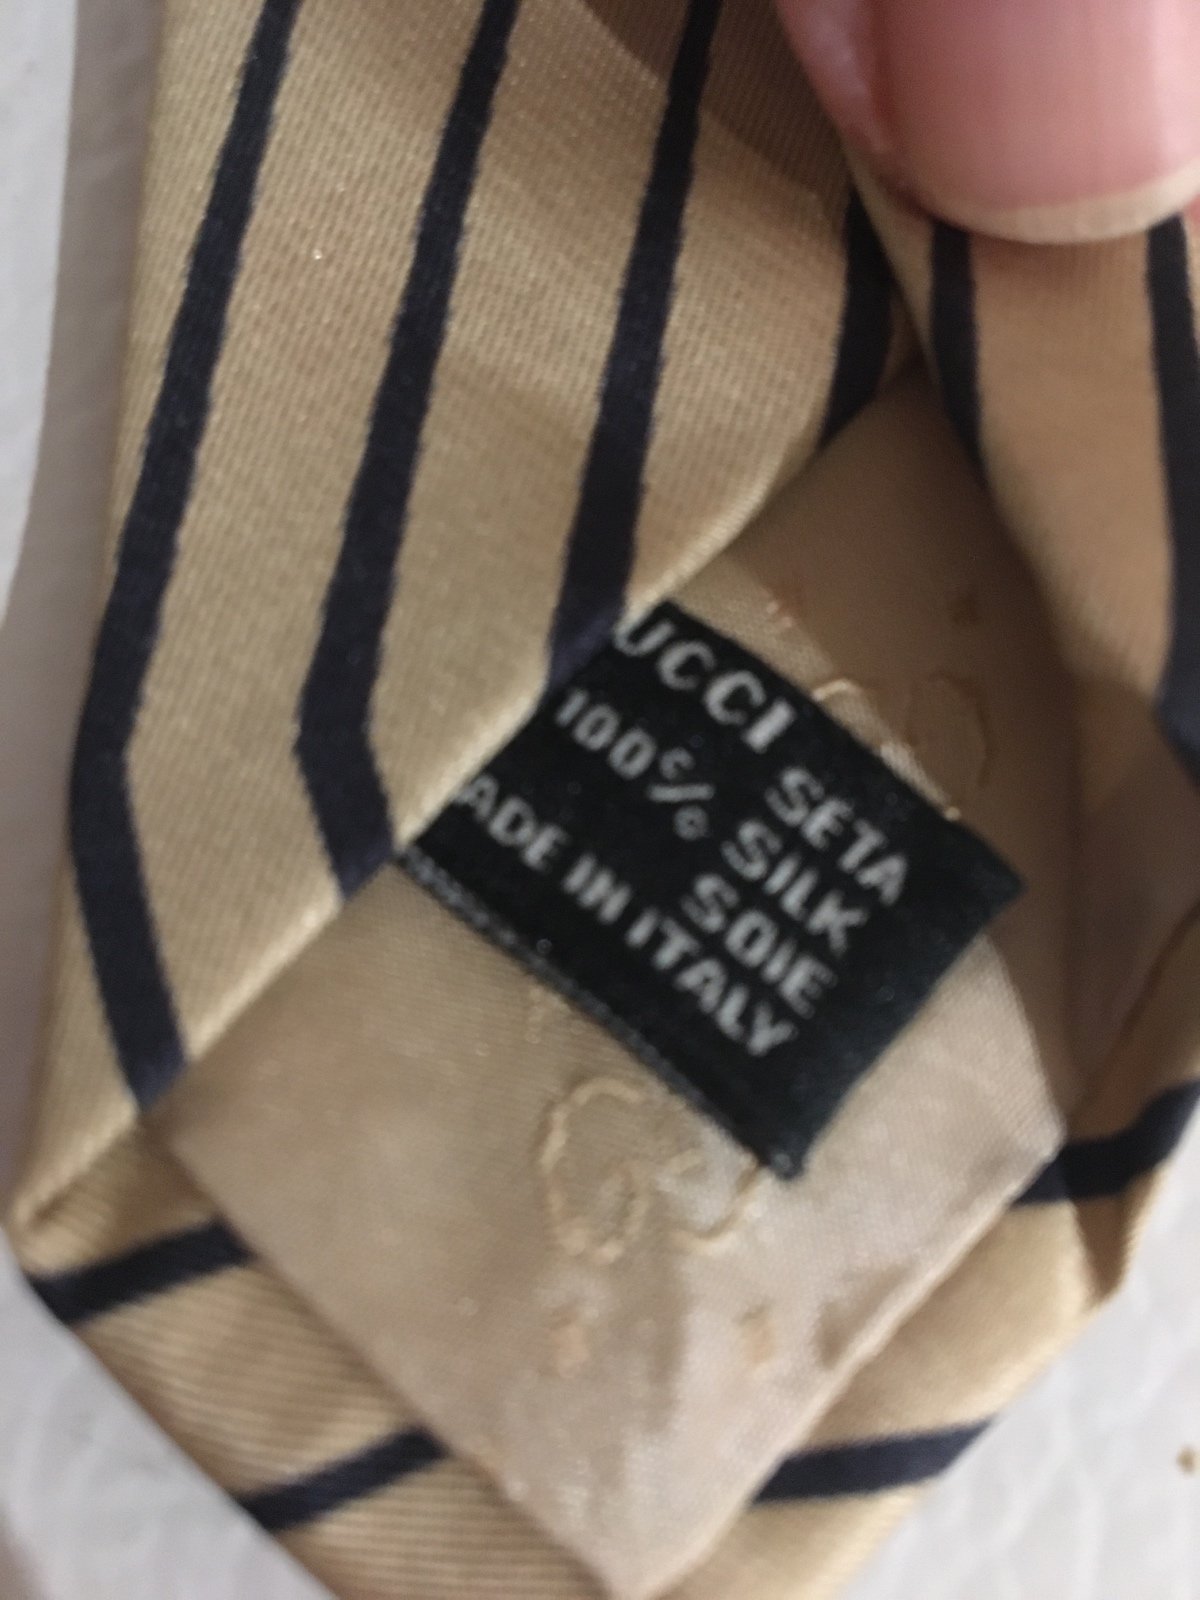 UCCI
SETA
100% SILK
SOIE
ADE IN ITALY